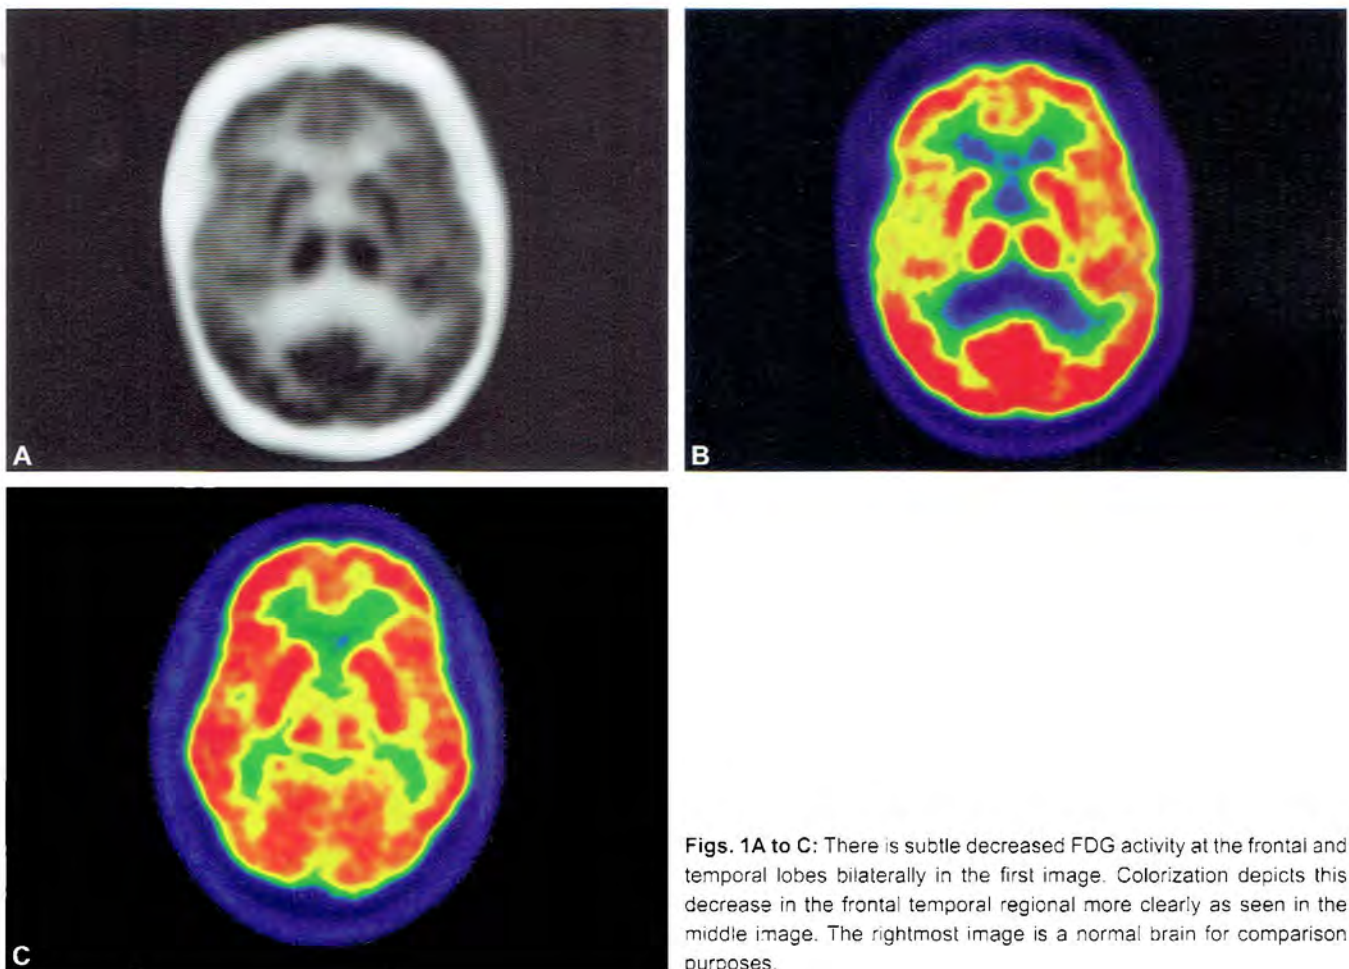 A
B
C
Figs. 1A to C: There is subtle decreased FDG activity at the frontal and
temporal lobes bilaterally in the first image. Colorization depicts this
decrease in the frontal temporal regional more clearly as seen in the
middle image. The rightmost image is a normal brain for comparison
purposes.